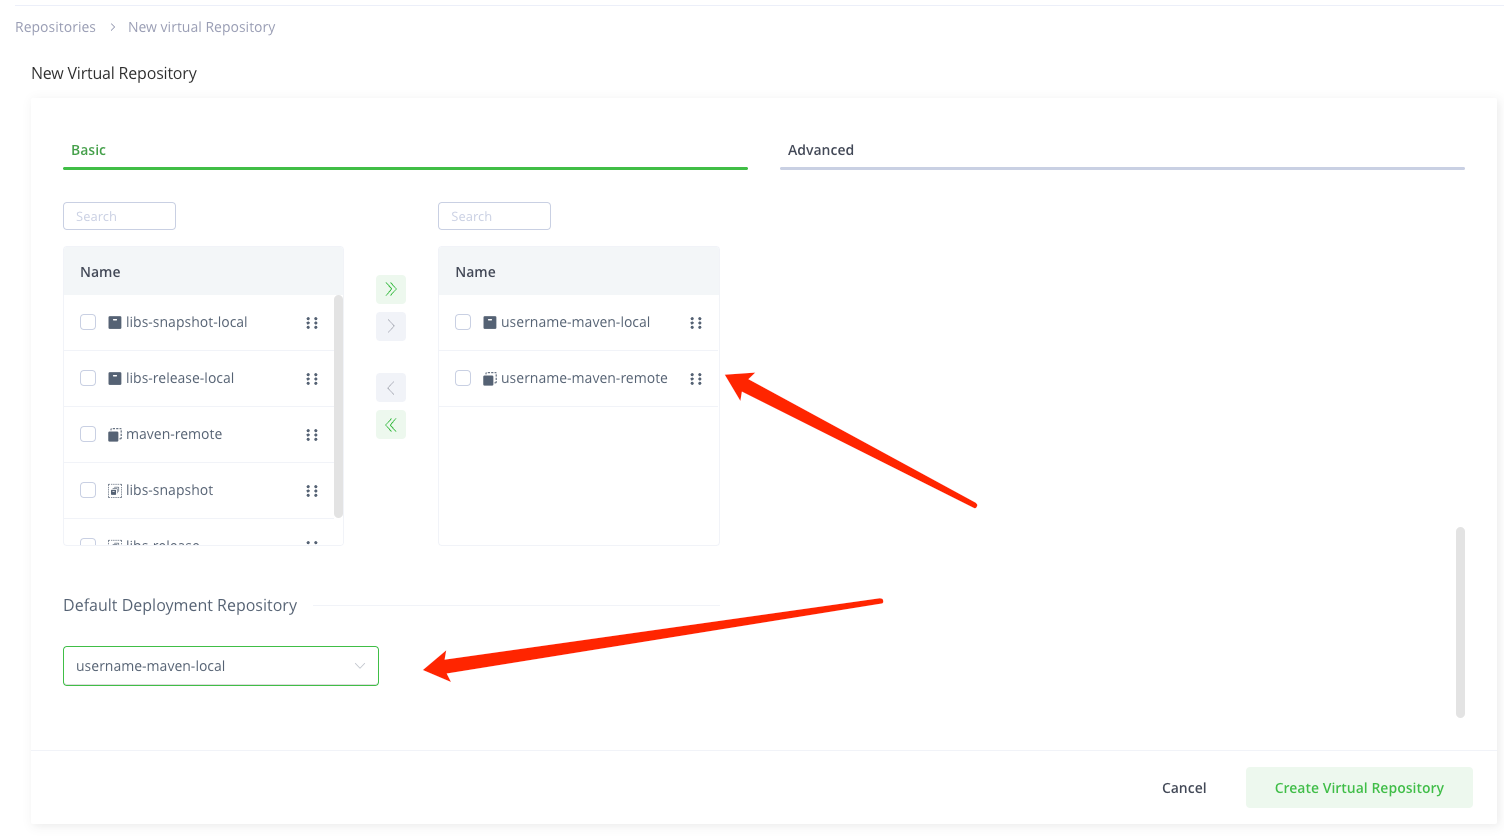 Repositories > New virtual Repository
New Virtual Repository
Basic
Advanced
Search
Search
Name
Name
libs-snapshot-local
username-maven-local
libs-release-local
username-maven-remote
maven-remote
libs-snapshot
libs-release
Default Deployment Repository
username-maven-local
Cancel
Create Virtual Repository